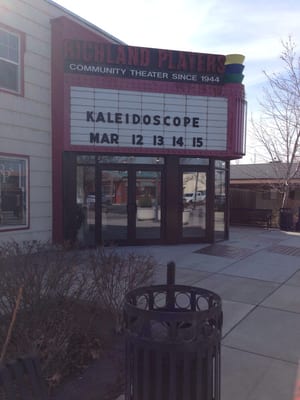 RICHLAND PLAYERS
COMMUNITY THEATER SINCE 1944
KALEIDOSCOPE
MAR 12 13 14 15